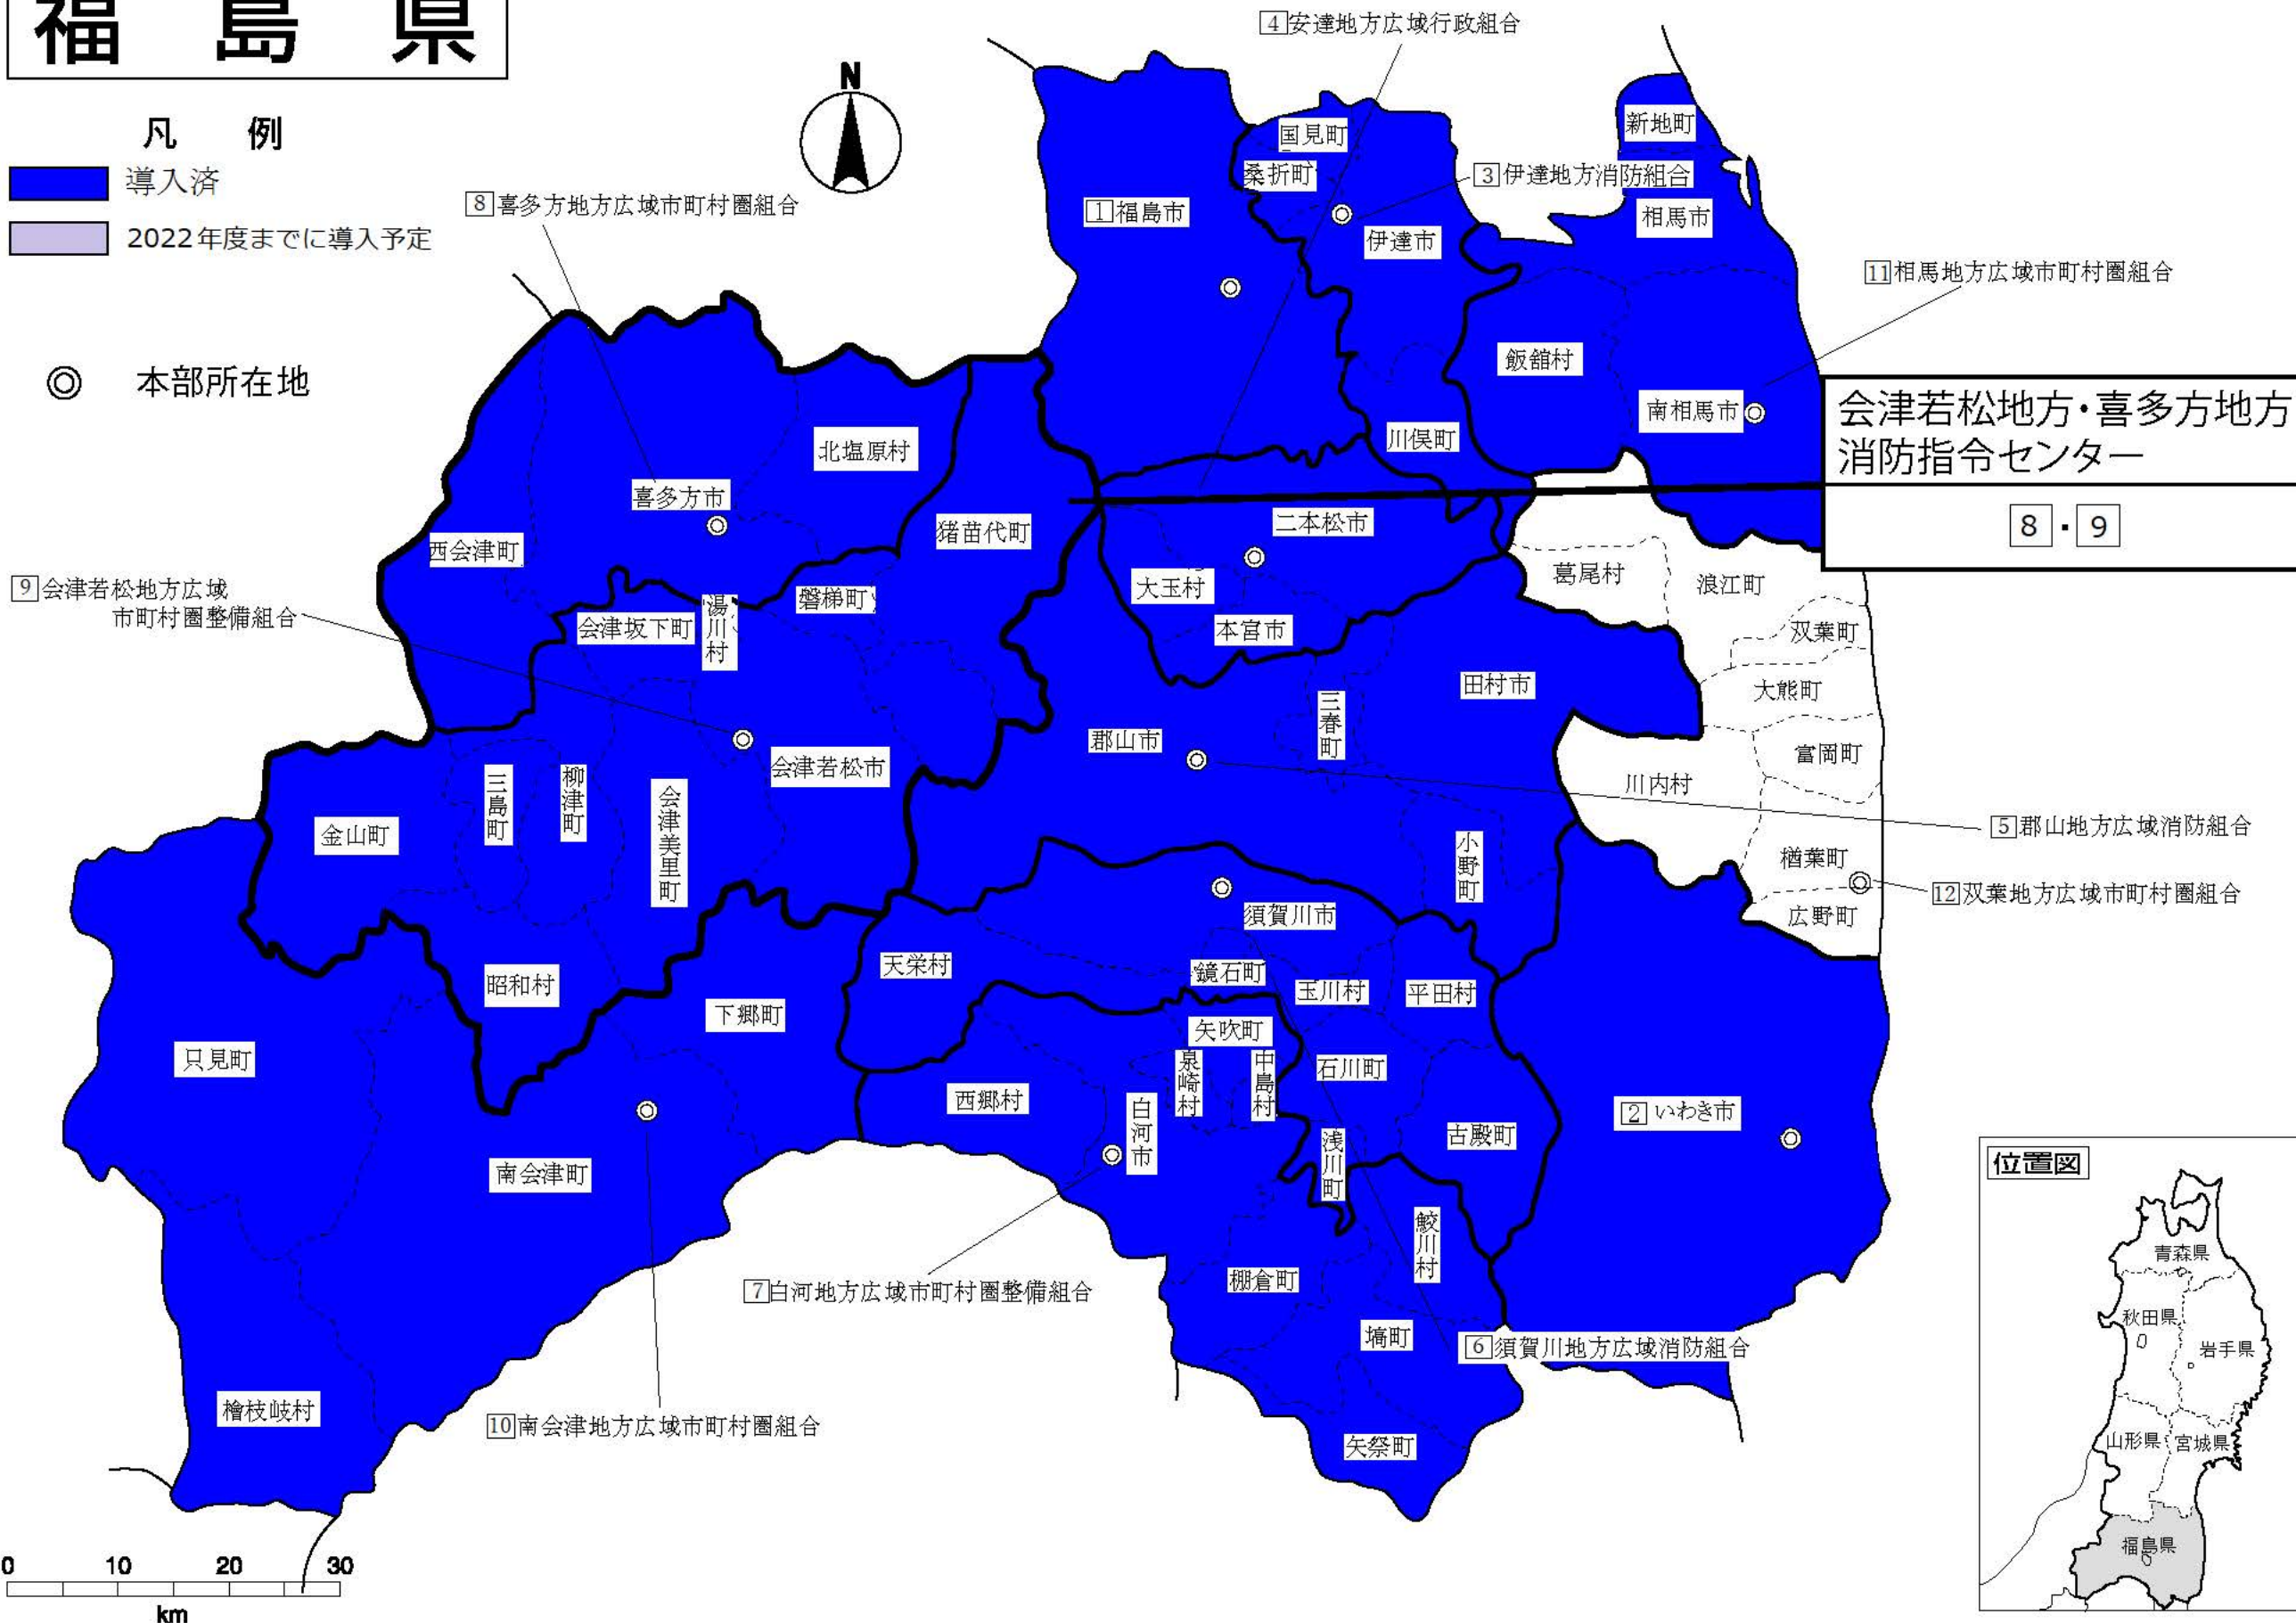 福島県
凡例
導入済
2022年度までに導入予定
本部所在地
N
4安達地方広域行政組合
国見町
桑折町
3伊達地方消防組合
新地町
1福島市
伊達市
相馬市
8喜多方地方広域市町村圏組合
11相馬地方広域市町村圏組合
飯舘村
南相馬市
川俣町
会津若松地方・喜多方地方
消防指令センター
8・9
北塩原村
喜多方市
猪苗代町
二本松市
西会津町
9会津若松地方広域
市町村圏整備組合
磐梯町
湯川村
会津坂下町
大玉村
本宮市
葛尾村
浪江町
双葉町
大熊町
田村市
三春町
郡山市
会津若松市
富岡町
川内村
三島町
柳津町
会津美里町
金山町
小野町
5郡山地方広域消防組合
楢葉町
12双葉地方広域市町村圏組合
広野町
須賀川市
天栄村
鏡石町
玉川村
平田村
昭和村
下郷町
矢吹町
只見町
泉崎村
中島村
石川町
西郷村
白河市
浅川町
古殿町
2いわき市
南会津町
鮫川村
7白河地方広域市町村圏整備組合
棚倉町
塙町
6須賀川地方広域消防組合
檜枝岐村
10南会津地方広域市町村圏組合
矢祭町
位置図
青森県
秋田県
岩手県
山形県
宮城県
福島県
0 10 20 30
km